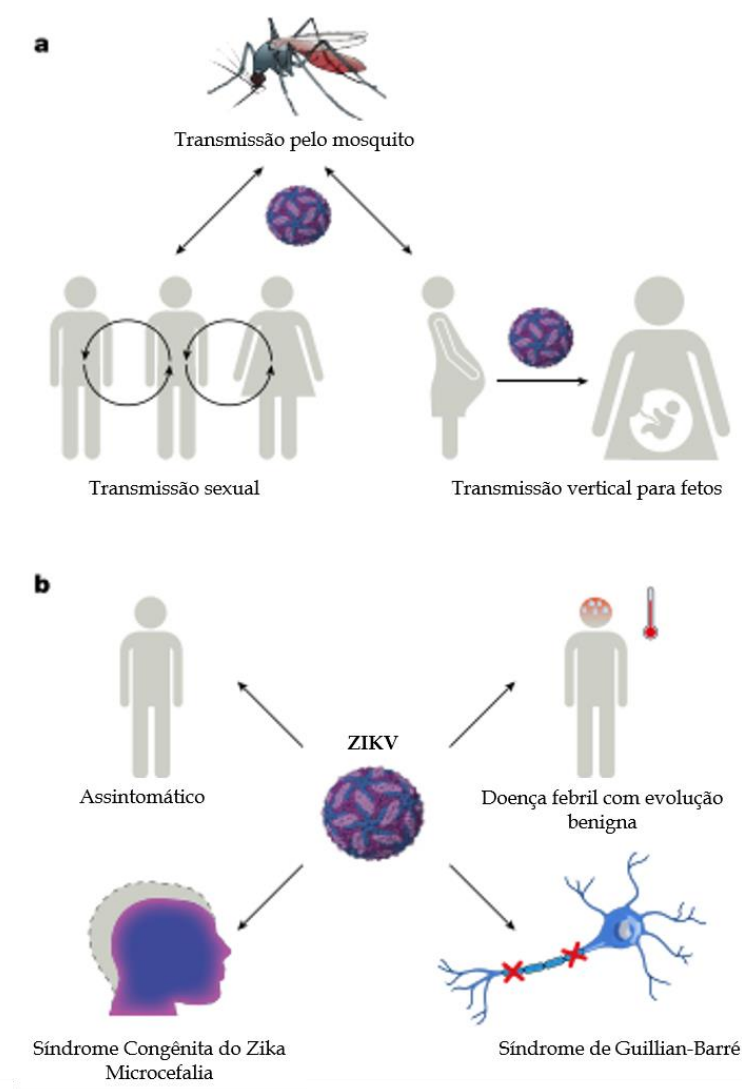 a
Transmissão pelo mosquito
Transmissão sexual
Transmissão vertical para fetos
b
ZIKV
Assintomático
Doença febril com evolução
benigna
Síndrome Congênita do Zika
Microcefalia
Síndrome de Guillian-Barré